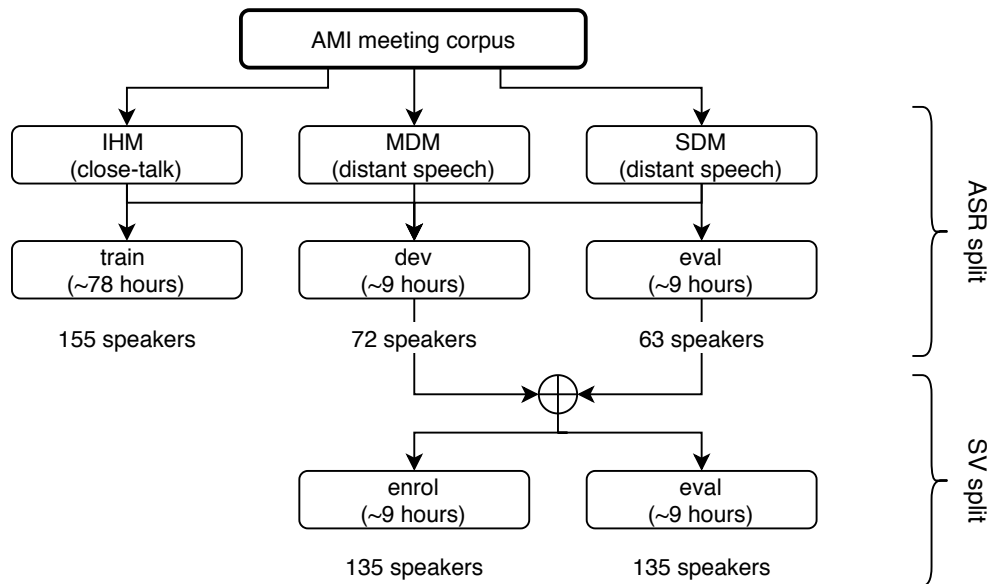 AMI meeting corpus
IHM
(close-talk)
MDM
(distant speech)
SDM
(distant speech)
ASR split
train
(~78 hours)
dev
(~9 hours)
eval
(~9 hours)
155 speakers
72 speakers
63 speakers
SV split
enrol
(~9 hours)
eval
(~9 hours)
135 speakers
135 speakers